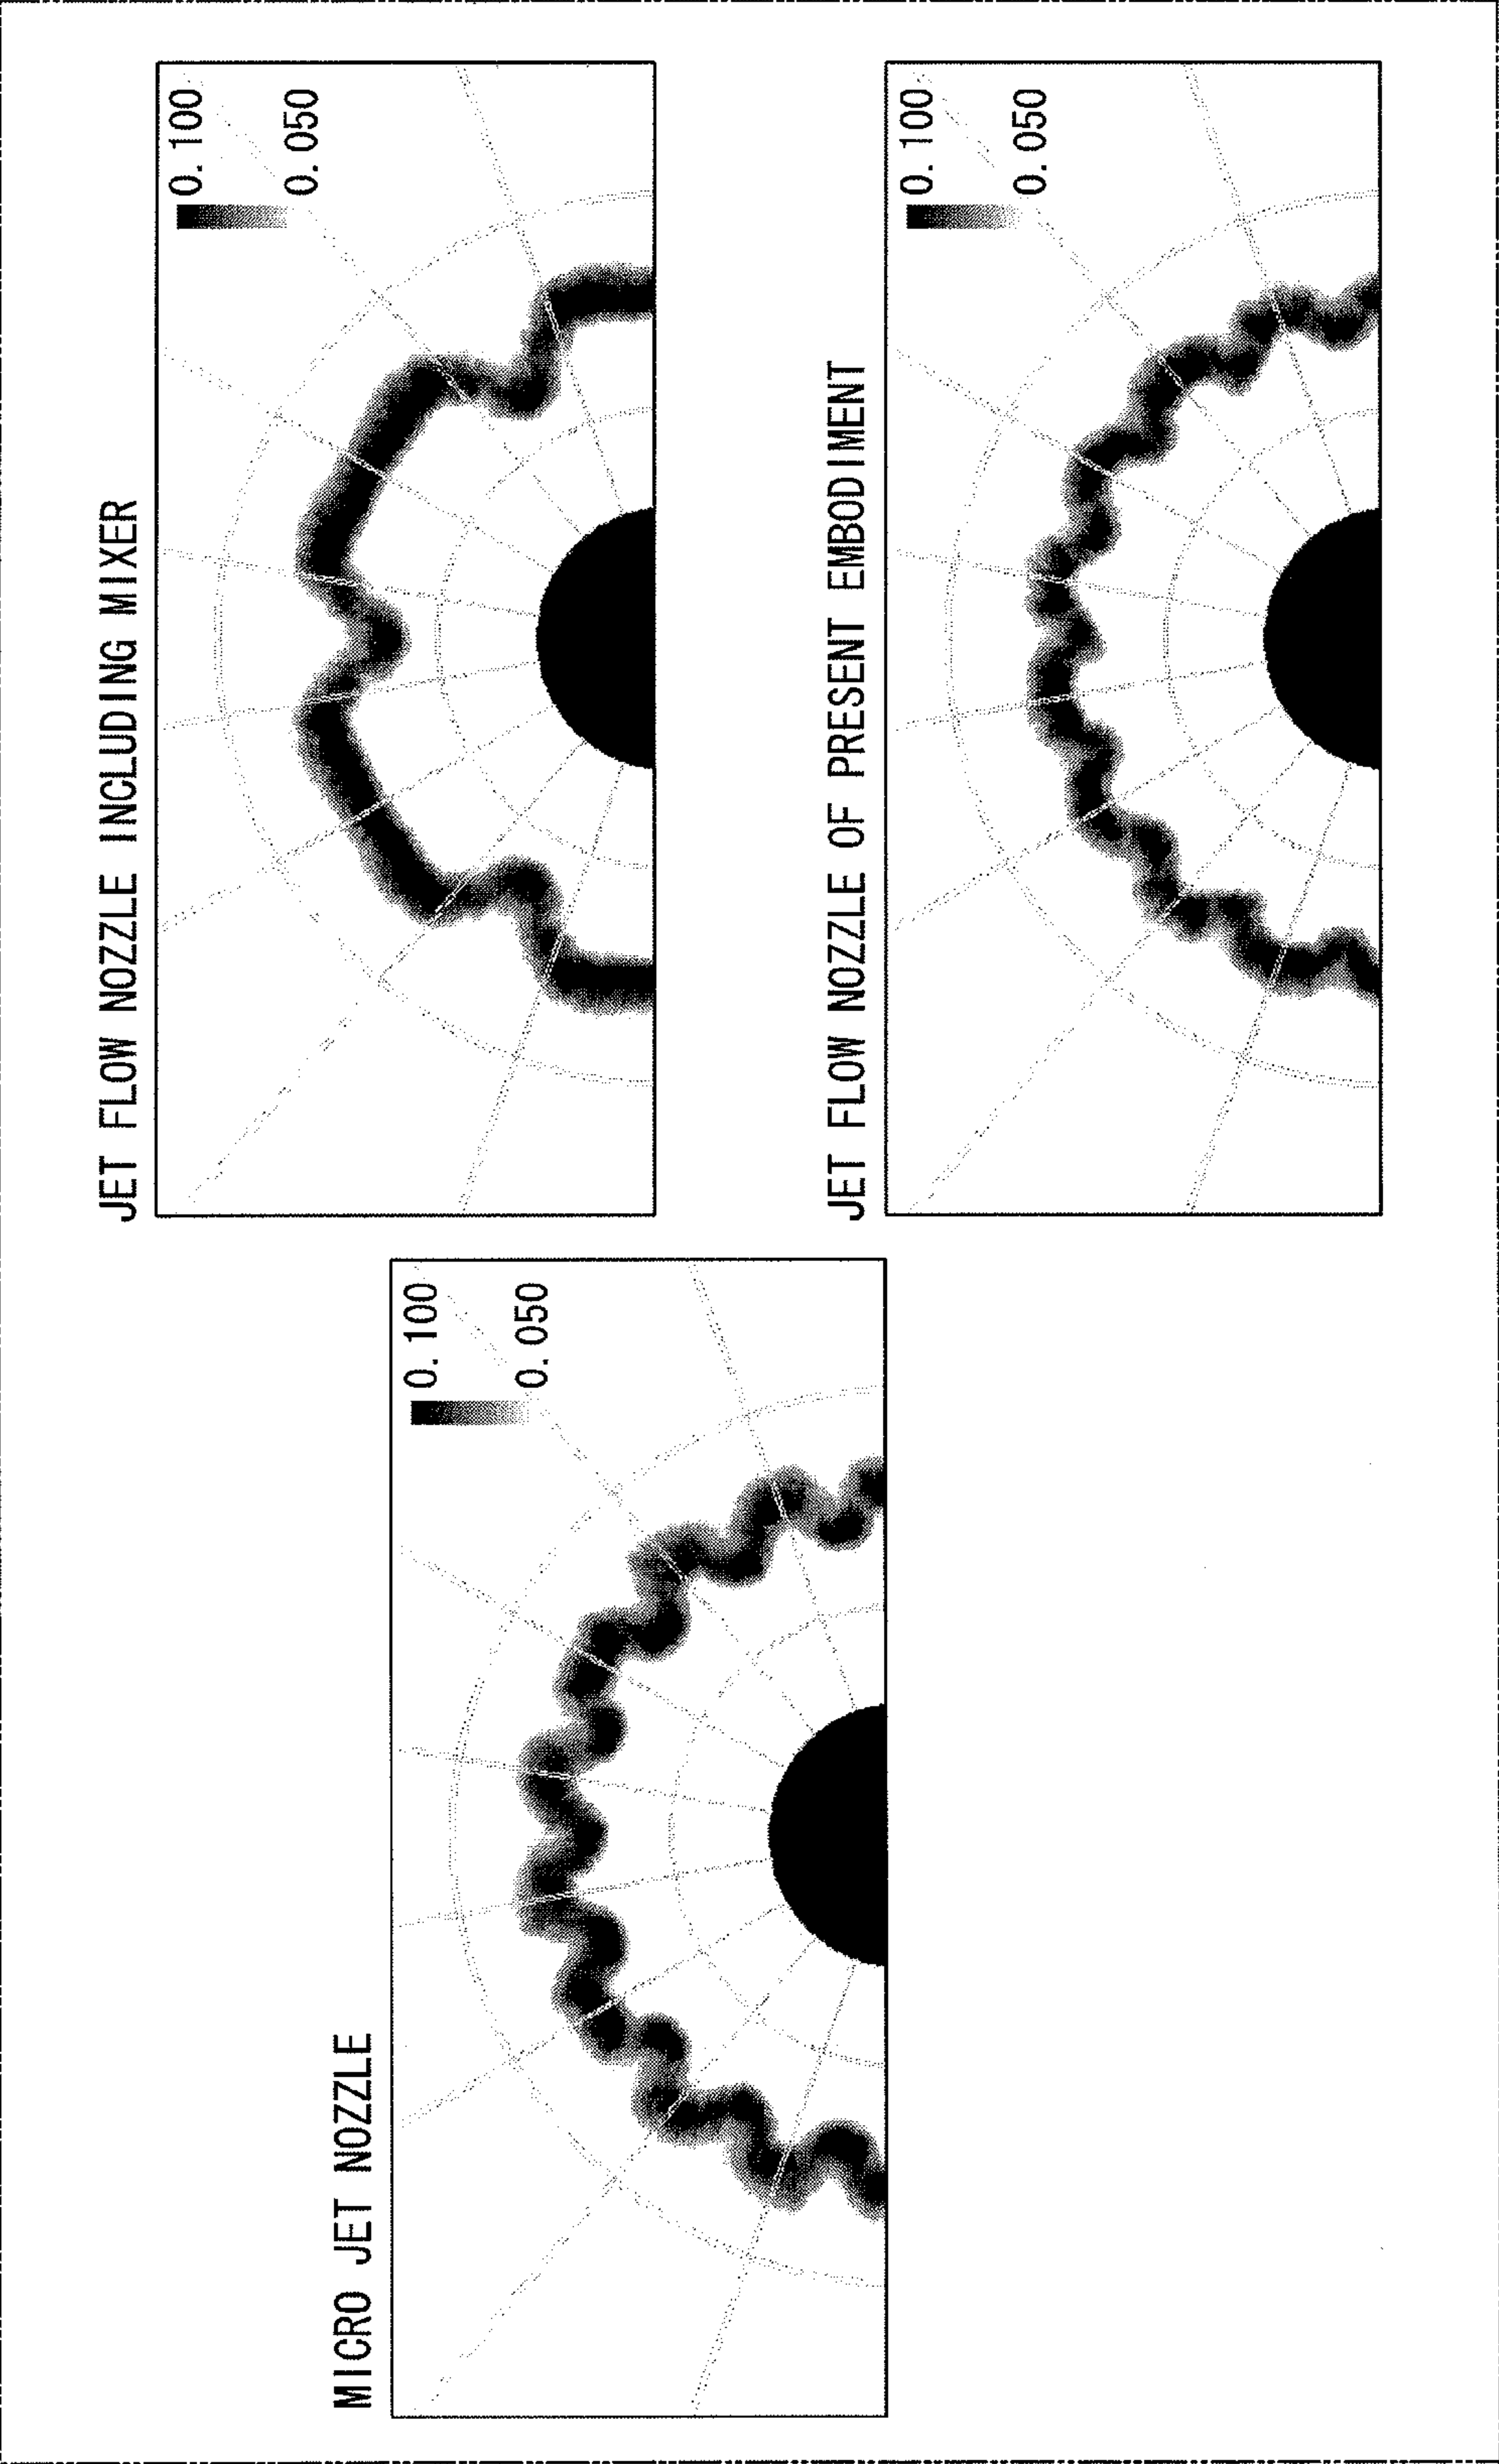 MICRO JET NOZZLE
0. 100
0. 050
JET FLOW NOZZLE INCLUDING MIXER
0. 100
0. 050
JET FLOW NOZZLE OF PRESENT EMBODIMENT
0. 100
0. 050